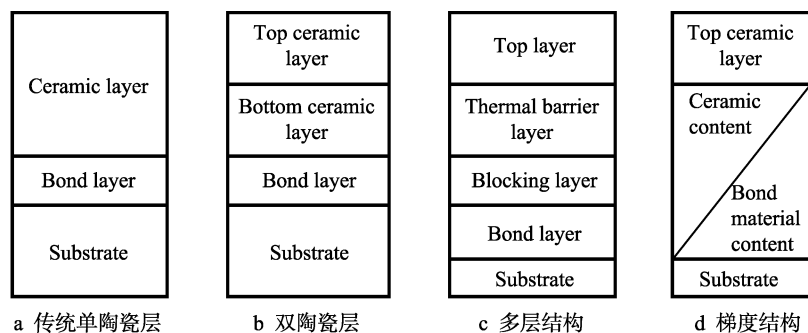 Ceramic layer
Bond layer
Substrate
a 传统单陶瓷层
Top ceramic
layer
Bottom ceramic
layer
Bond layer
Substrate
b 双陶瓷层
Top layer
Thermal barrier
layer
Blocking layer
Bond layer
Substrate
c 多层结构
Top ceramic
layer
Ceramic
content
Bond
material
content
Substrate
d 梯度结构